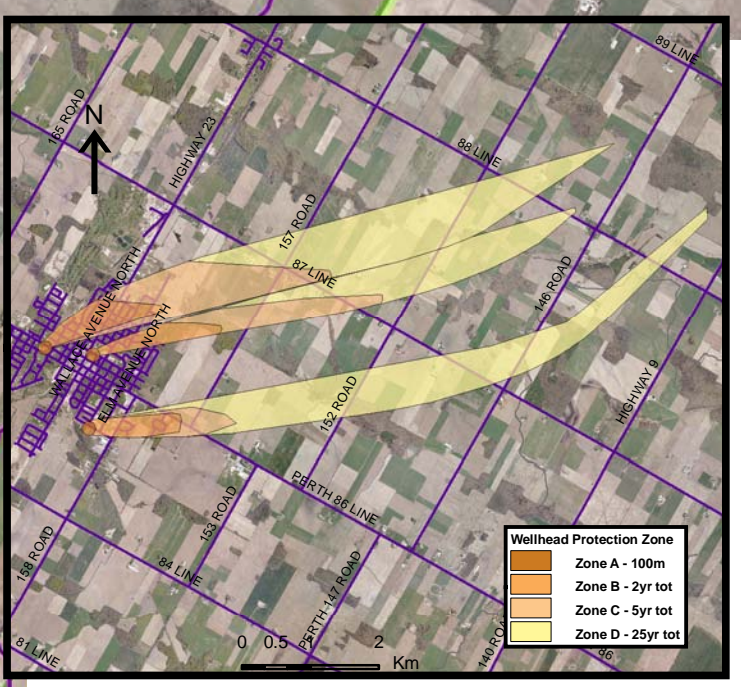 89 LINE
165 ROAD
N
HIGHWAY 23
88 LINE
157 ROAD
87 LINE
WALLACE AVENUE NORTH
ELM AVENUE NORTH
146 ROAD
HIGHWAY 9
152 ROAD
PERTH 86 LINE
153 ROAD
158 ROAD
84 LINE
PERTH 147 ROAD
81 LINE
140 ROA
86
Wellhead Protection Zone
Zone A - 100m
Zone B - 2yr tot
Zone C - 5yr tot
Zone D - 25yr tot
0 0.5 1 2
Km